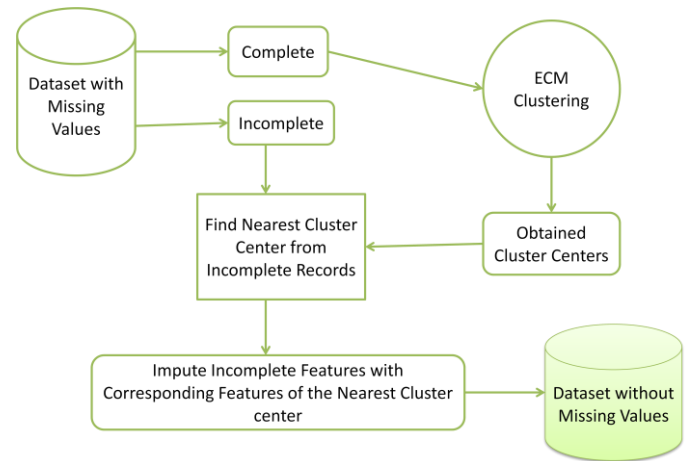 Dataset with
Missing
Values
Complete
Incomplete
ECM
Clustering
Find Nearest Cluster
Center from
Incomplete Records
Obtained
Cluster Centers
Impute Incomplete Features with
Corresponding Features of the Nearest Cluster
center
Dataset without
Missing Values